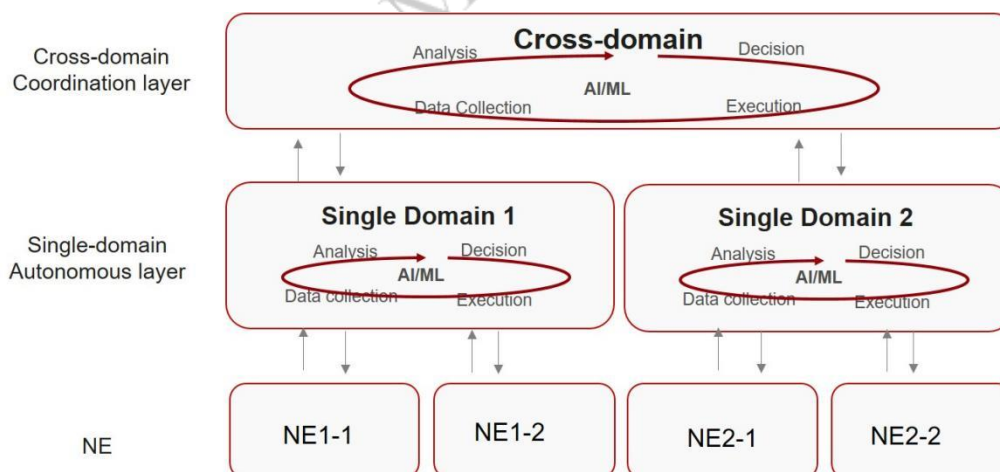 Cross-domain
Coordination layer
Cross-domain
Analysis
Decision
AI/ML
Data Collection
Execution
Single-domain
Autonomous layer
Single Domain 1
Analysis
Decision
AI/ML
Data collection
Execution
Single Domain 2
Analysis
Decision
AI/ML
Data collection
Execution
NE
NE1-1
NE1-2
NE2-1
NE2-2